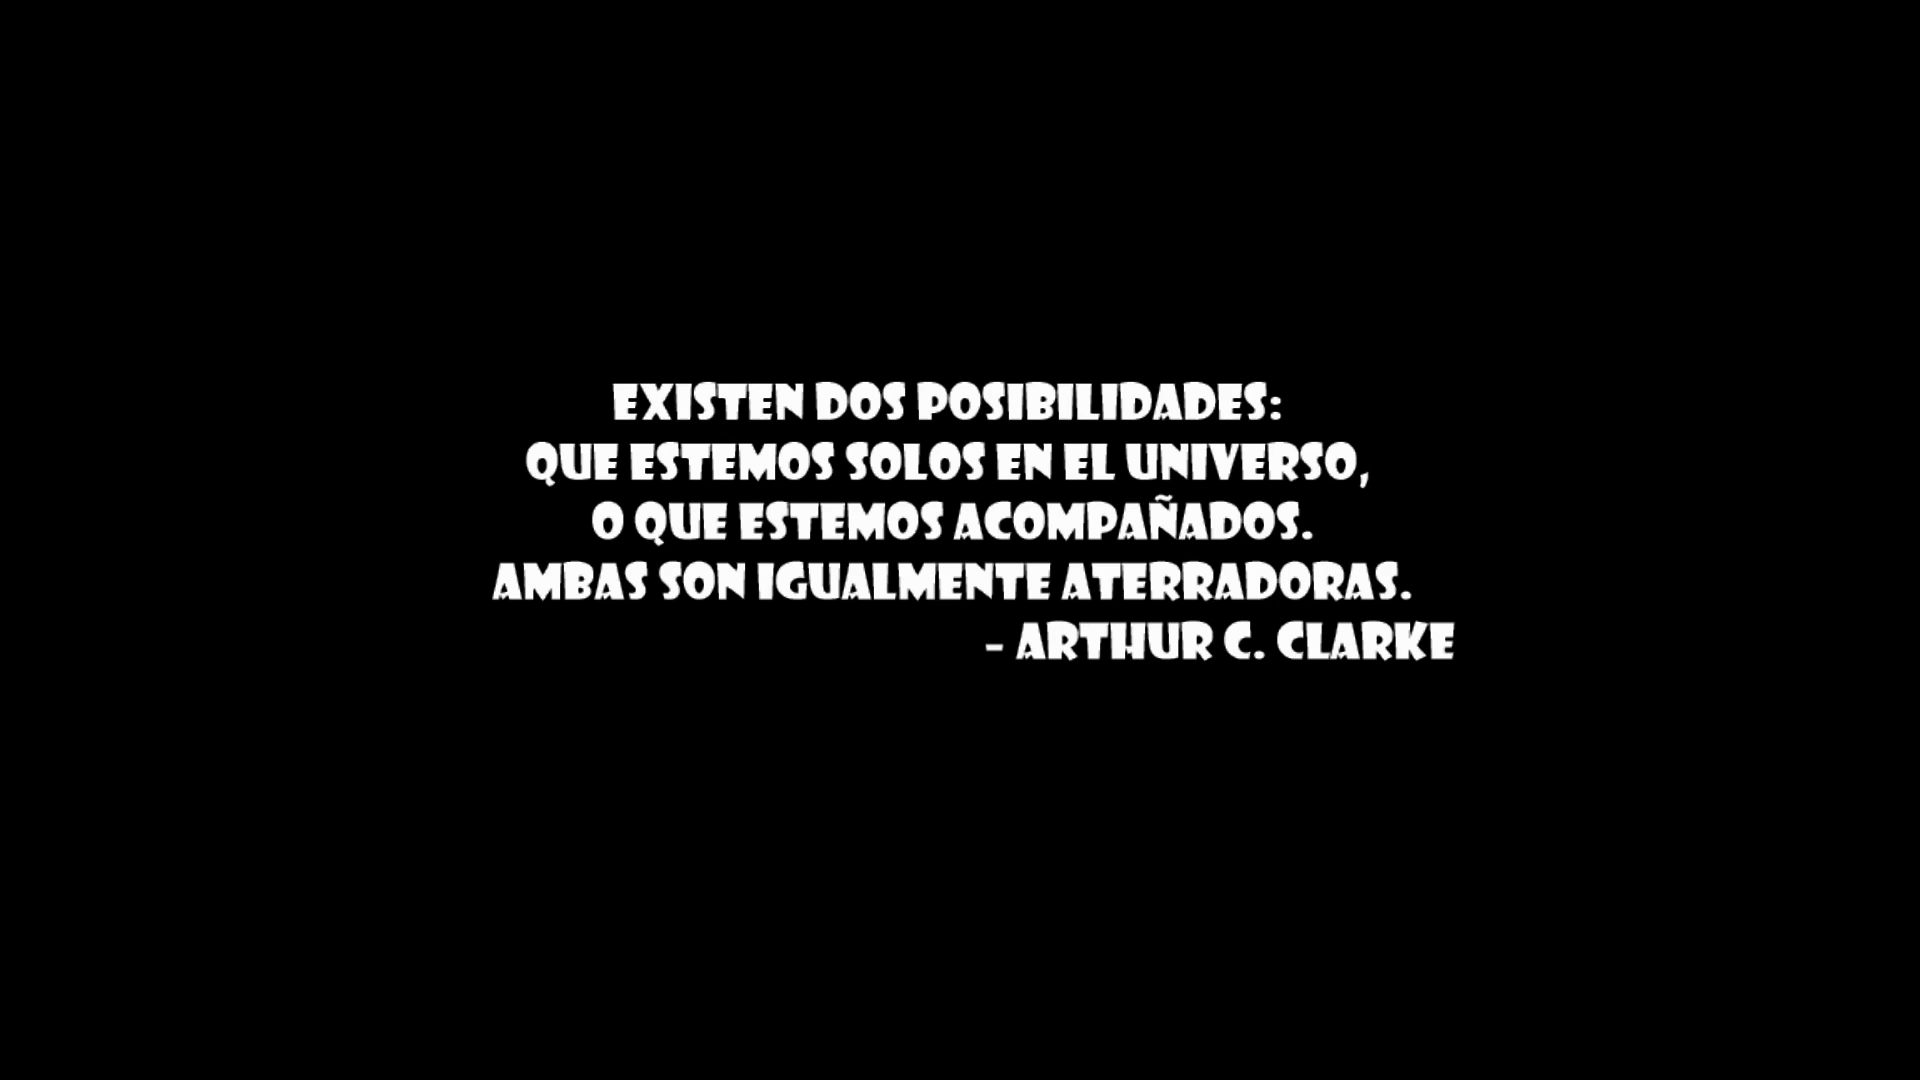 EXISTEN DOS POSIBILIDADES:
QUE ESTEMOS SOLOS EN EL UNIVERSO,
O QUE ESTEMOS ACOMPAÑADOS.
AMBAS SON IGUALMENTE ATERRADORAS.
- ARTHUR C. CLARKE